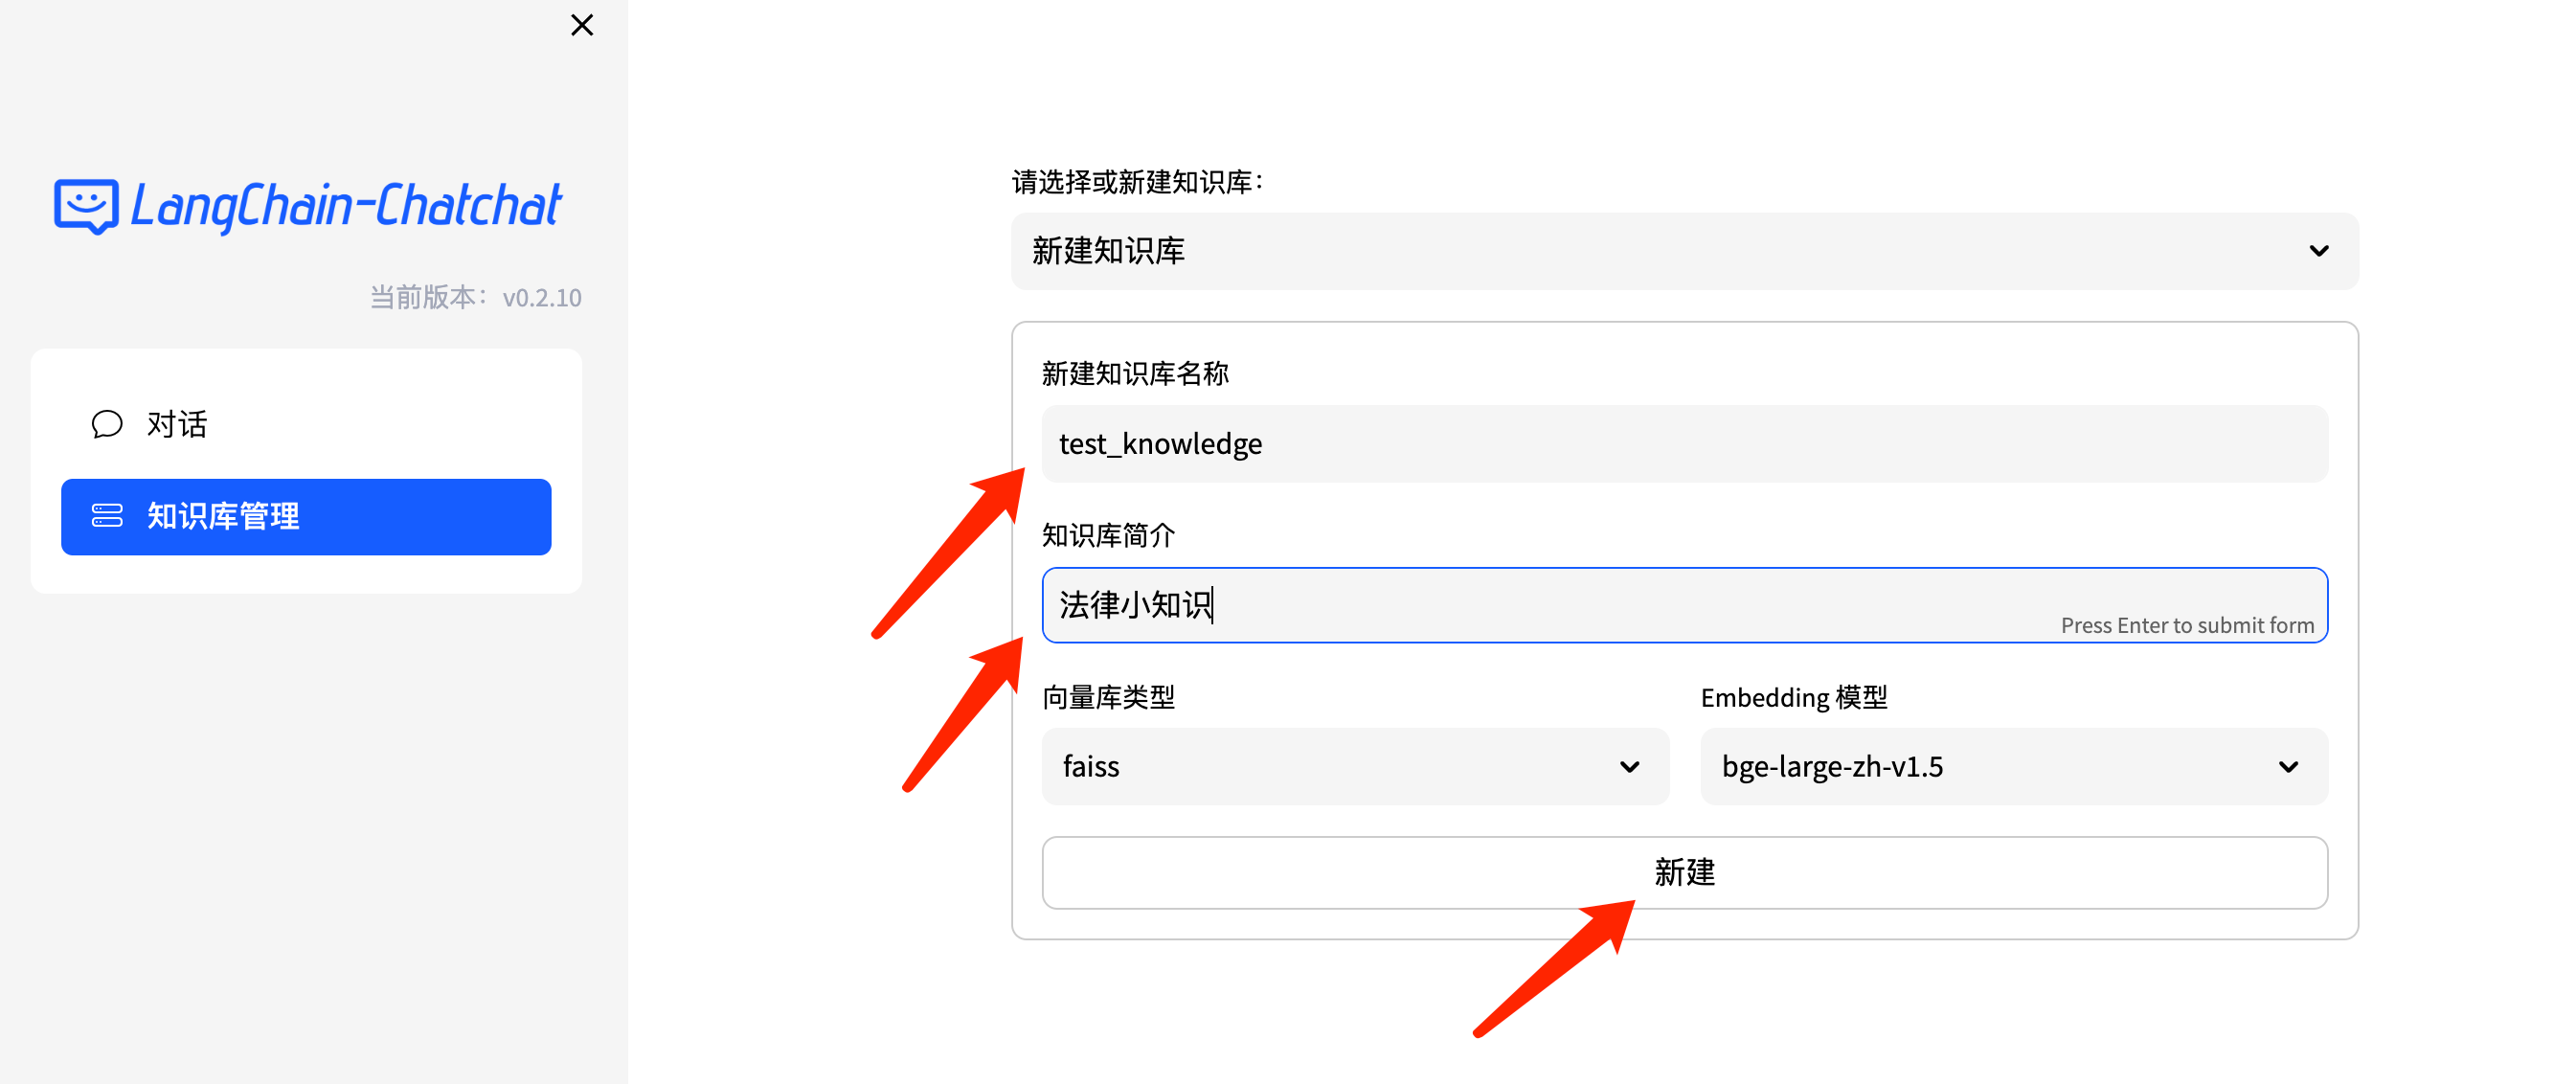 LangChain-Chatchat
当前版本：v0.2.10
对话
知识库管理
请选择或新建知识库：
新建知识库
新建知识库名称
test_knowledge
知识库简介
法律小知识
Press Enter to submit form
向量库类型
Embedding 模型
faiss
bge-large-zh-v1.5
新建